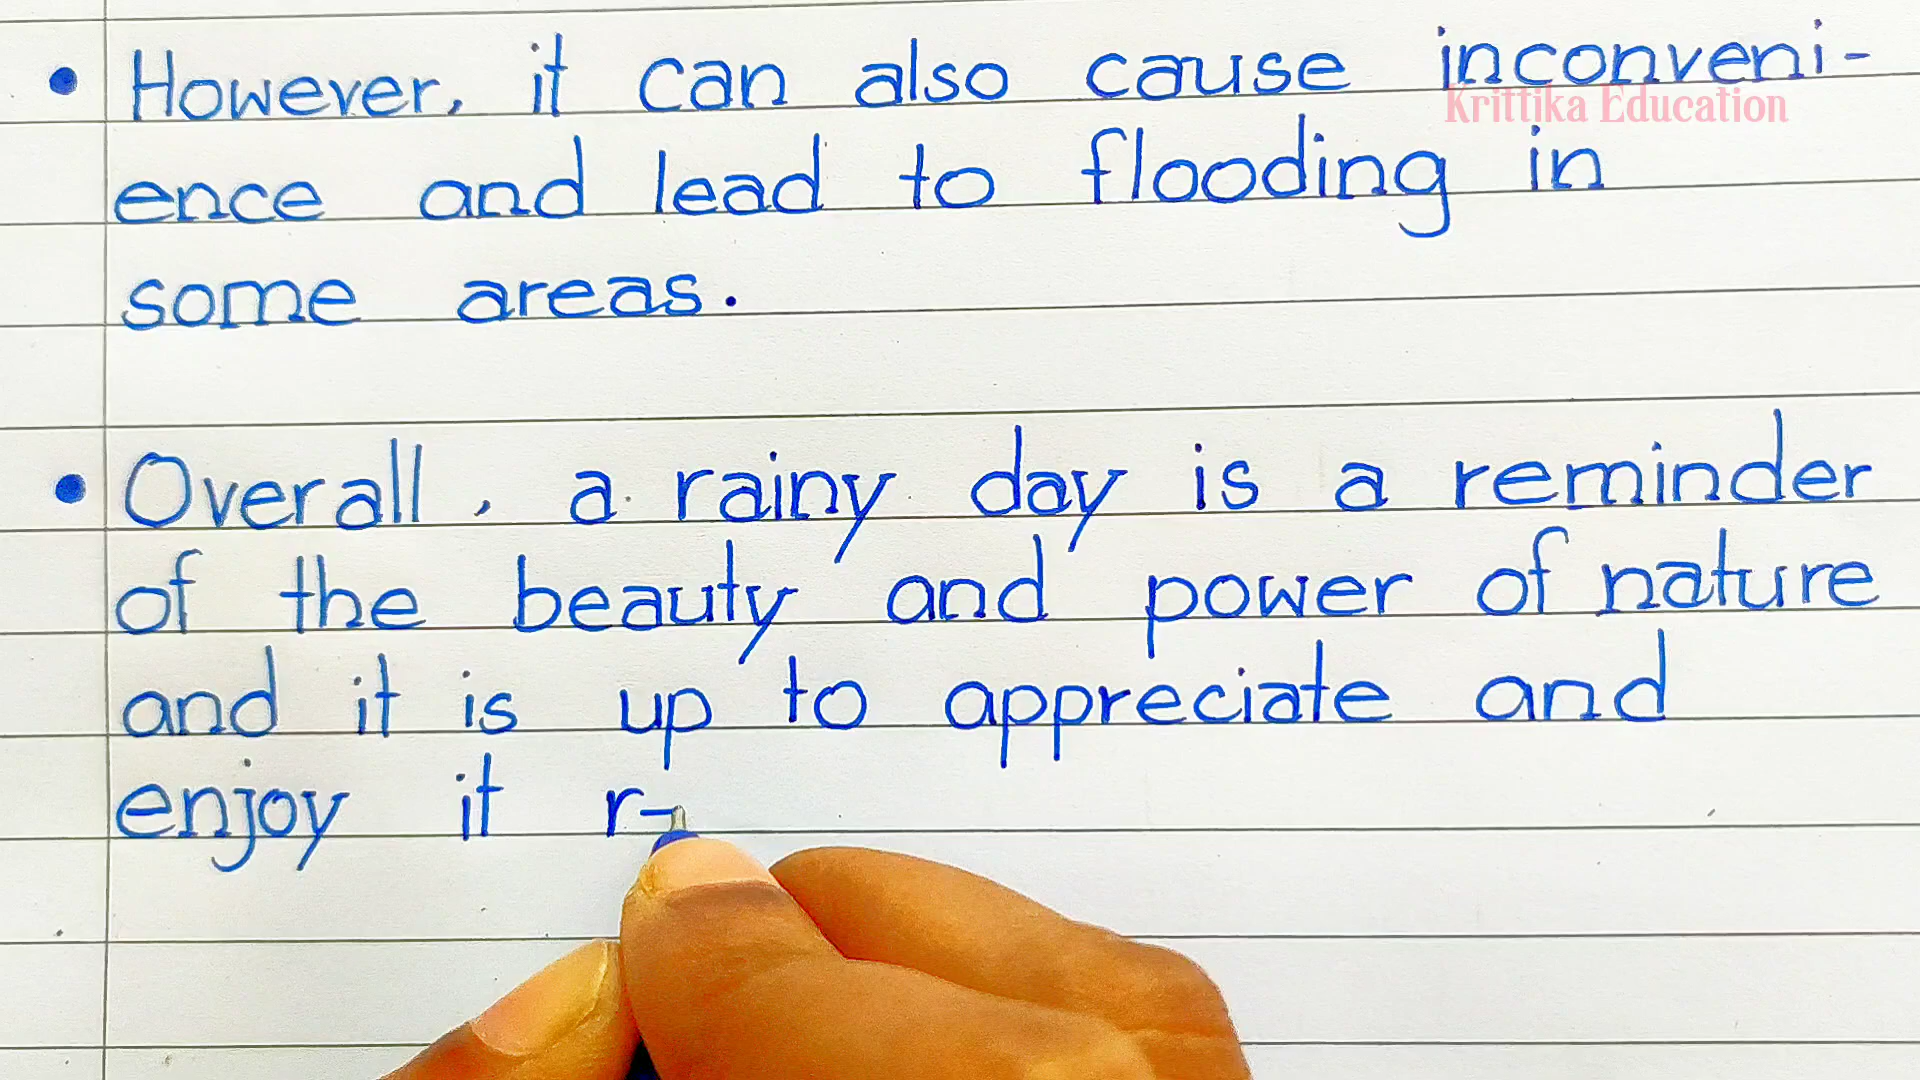 • However, it can also cause inconveni-
Krittika Education
ence and lead to flooding in
some areas.
• Overall, a rainy day is a reminder
of the beauty and power of nature
and it is up to appreciate and
enjoy it